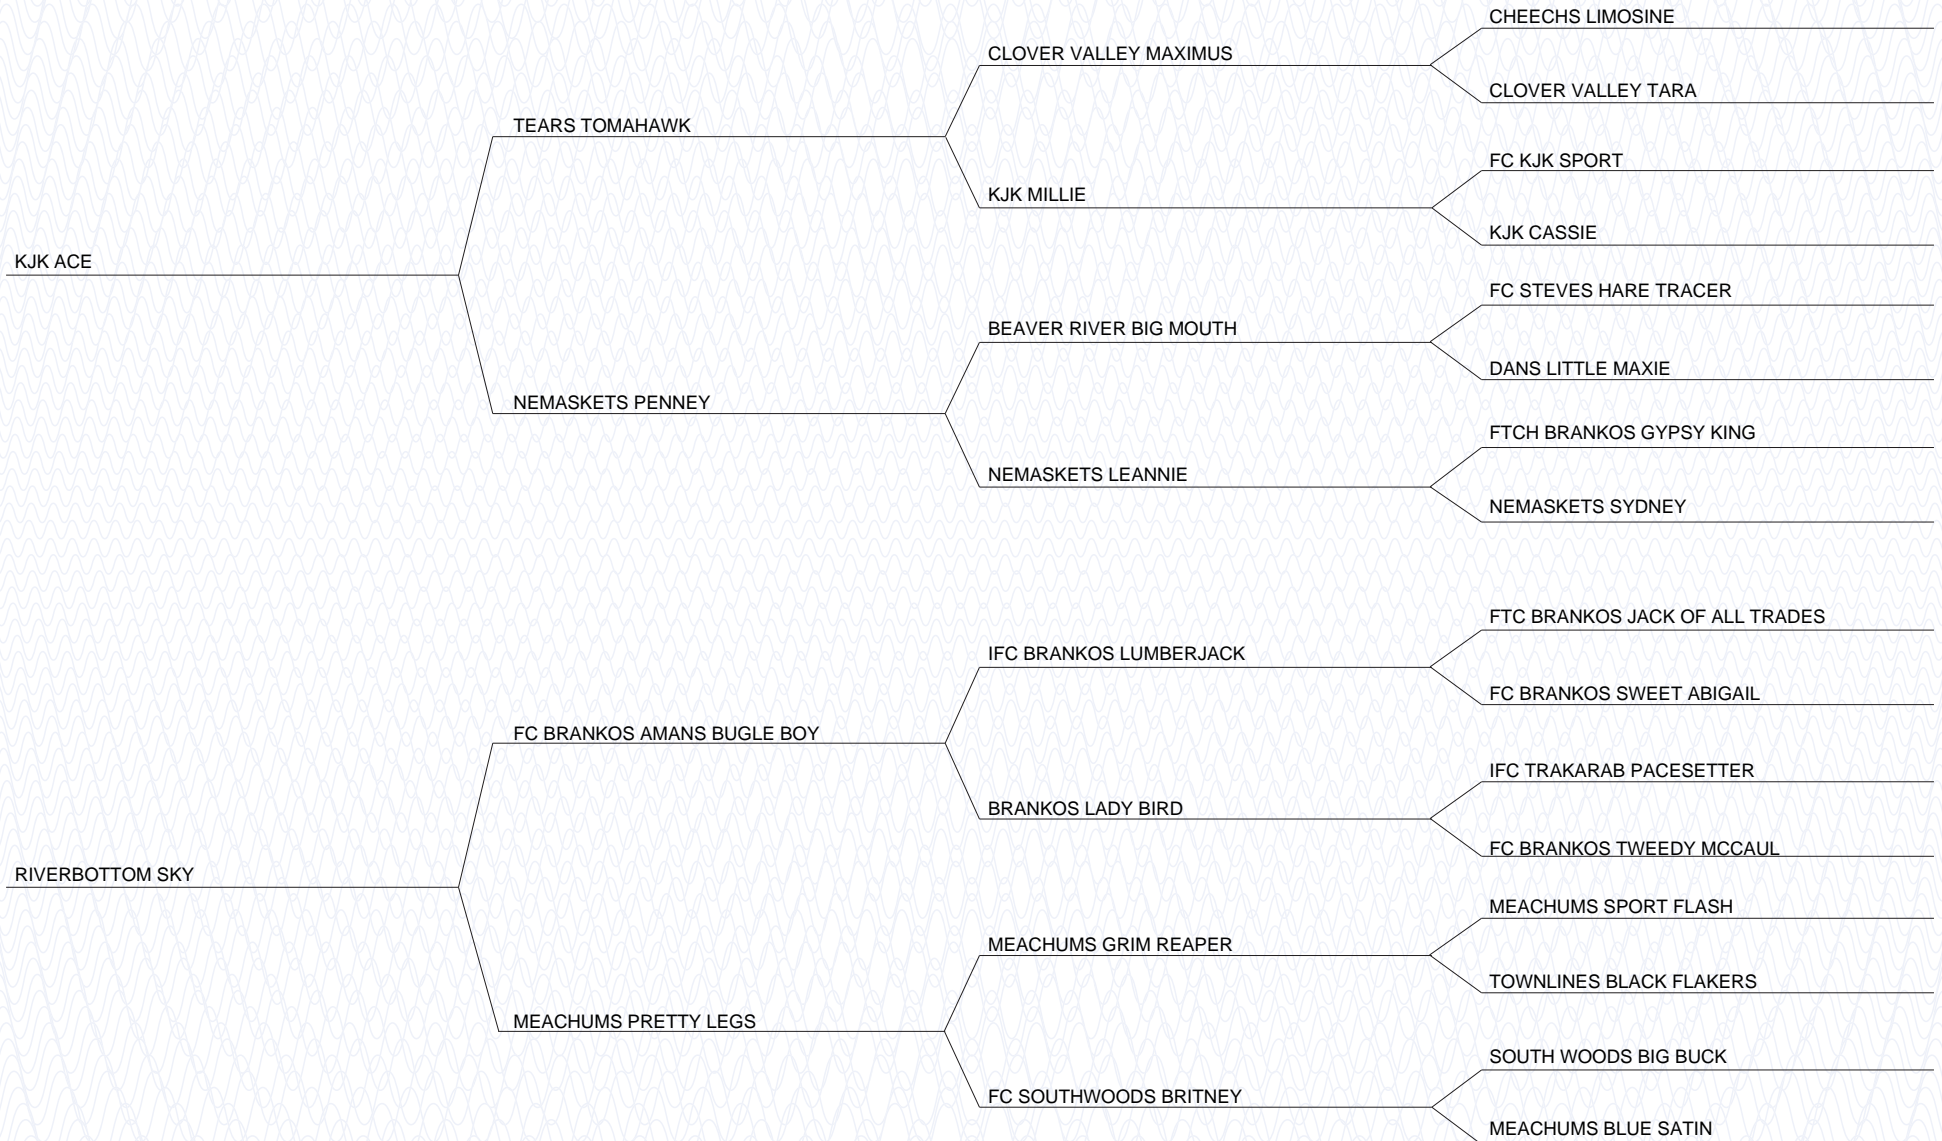 CHEECHS LIMOSINE
CLOVER VALLEY MAXIMUS
CLOVER VALLEY TARA
TEARS TOMAHAWK
FC KJK SPORT
KJK MILLIE
KJK CASSIE
KJK ACE
FC STEVES HARE TRACER
BEAVER RIVER BIG MOUTH
DANS LITTLE MAXIE
NEMASKETS PENNEY
FTCH BRANKOS GYPSY KING
NEMASKETS LEANNIE
NEMASKETS SYDNEY
FTC BRANKOS JACK OF ALL TRADES
IFC BRANKOS LUMBERJACK
FC BRANKOS SWEET ABIGAIL
FC BRANKOS AMANS BUGLE BOY
IFC TRAKARAB PACESETTER
BRANKOS LADY BIRD
FC BRANKOS TWEEDY MCCAUL
RIVERBOTTOM SKY
MEACHUMS SPORT FLASH
MEACHUMS GRIM REAPER
TOWNLINES BLACK FLAKERS
MEACHUMS PRETTY LEGS
SOUTH WOODS BIG BUCK
FC SOUTHWOODS BRITNEY
MEACHUMS BLUE SATIN